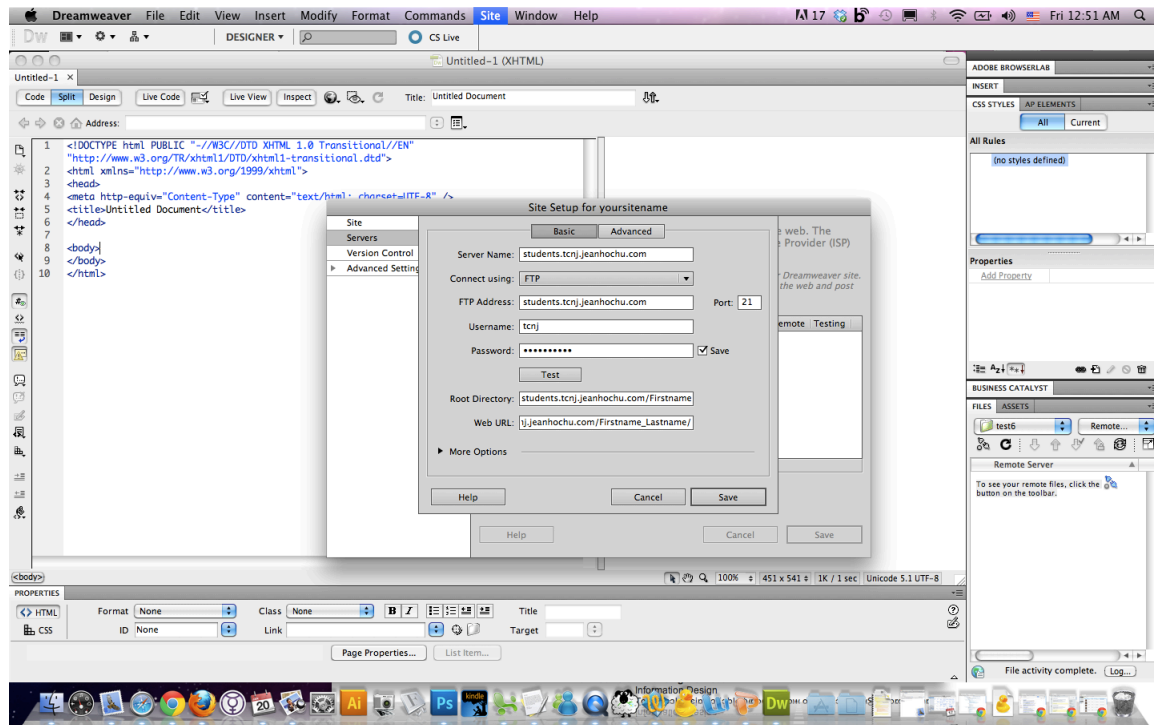 Dreamweaver File Edit View Insert Modify Format Commands Site Window Help 17 Fri 12:51 AM
DW DESIGNER CS Live
Untitled-1 (XHTML)
Untitled-1 ×
Code Split Design Live Code Live View Inspect Title: Untitled Document
Address:
1 <!DOCTYPE html PUBLIC "-//W3C//DTD XHTML 1.0 Transitional//EN"
"http://www.w3.org/TR/xhtml1/DTD/xhtml1-transitional.dtd">
2 <html xmlns="http://www.w3.org/1999/xhtml">
3 <head>
4 <meta http-equiv="Content-Type" content="text/html; charset=UTF-8" />
5 <title>Untitled Document</title>
6 </head>
7
8 <body>
9 </body>
10 </html>
Site Setup for yoursitename
Site
Servers
Version Control
Advanced Setting
Basic Advanced
Server Name: students.tcnj.jeanhochu.com
Connect using: FTP
FTP Address: students.tcnj.jeanhochu.com Port: 21
Username: tcnj
Password: •••••••••• Save
Test
Root Directory: students.tcnj.jeanhochu.com/Firstname
Web URL: .jeanhochu.com/Firstname_Lastname/
More Options
Help Cancel Save
e web. The
e Provider (ISP)
Dreamweaver site.
the web and post
emote Testing
Help Cancel Save
<body> 100% 451 x 541 1K / 1 sec Unicode 5.1 UTF-8
PROPERTIES
<> HTML Format None Class None B I Title
CSS ID None Link Target
Page Properties... List Item...
ADOBE BROWSERLAB
INSERT
CSS STYLES AP ELEMENTS
All Current
All Rules
(no styles defined)
Properties
Add Property
BUSINESS CATALYST
FILES ASSETS
test6 Remote...
Remote Server
To see your remote files, click the
button on the toolbar.
File activity complete. Log...
20 Ai Ps kindle Dw
Information Design